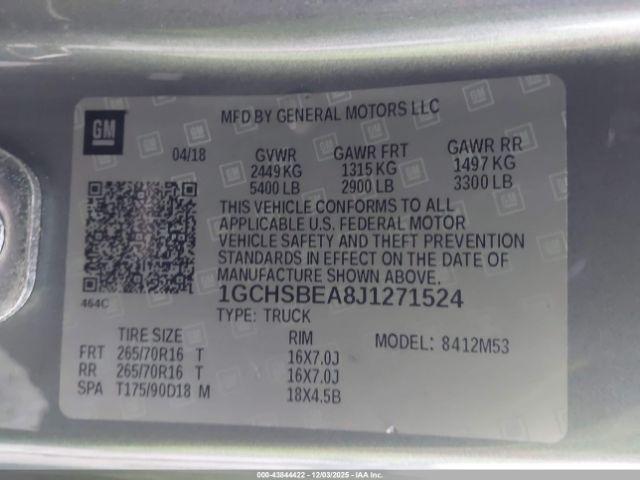 GM
MFD BY GENERAL MOTORS LLC
04/18 GVWR GAWR FRT GAWR RR
2449 KG 1315 KG 1497 KG
5400 LB 2900 LB 3300 LB
THIS VEHICLE CONFORMS TO ALL
APPLICABLE U.S. FEDERAL MOTOR
VEHICLE SAFETY AND THEFT PREVENTION
STANDARDS IN EFFECT ON THE DATE OF
MANUFACTURE SHOWN ABOVE.
464C
1GCHSBEA8J1271524
TYPE: TRUCK
TIRE SIZE RIM MODEL: 8412M53
FRT 265/70R16 T 16X7.0J
RR 265/70R16 T 16X7.0J
SPA T175/90D18 M 18X4.5B
000-43844422 - 12/03/2025 - IAA Inc.